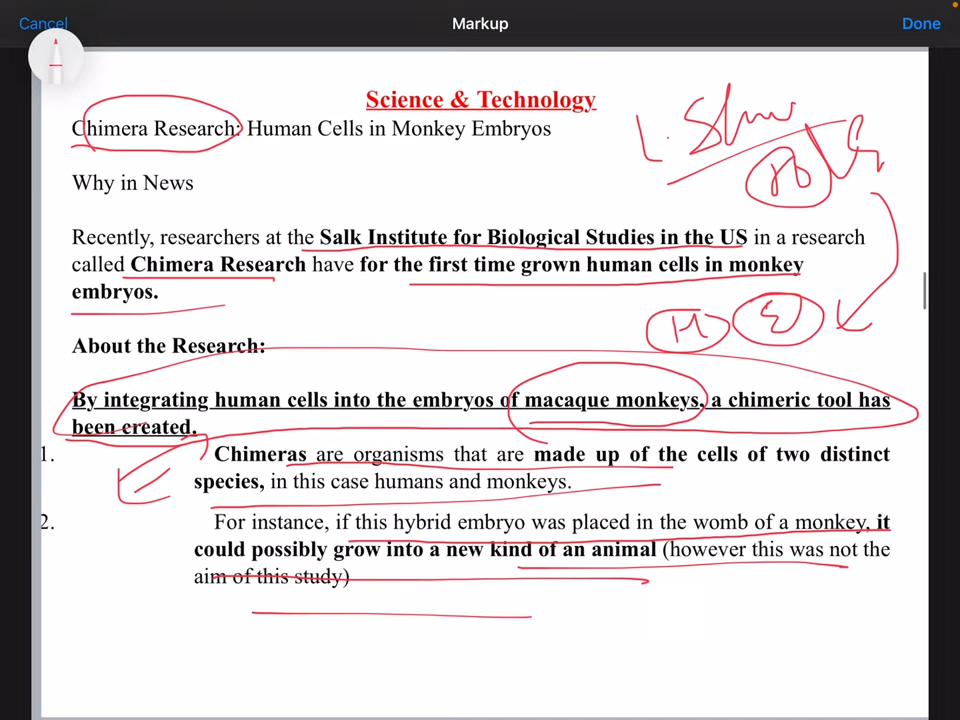 Cancel Markup Done
Science & Technology
Chimera Research: Human Cells in Monkey Embryos
Why in News
Recently, researchers at the Salk Institute for Biological Studies in the US in a research
called Chimera Research have for the first time grown human cells in monkey
embryos.
H
About the Research:
By integrating human cells into the embryos of macaque monkeys, a chimeric tool has
been created.
1. Chimeras are organisms that are made up of the cells of two distinct
species, in this case humans and monkeys.
2. For instance, if this hybrid embryo was placed in the womb of a monkey, it
could possibly grow into a new kind of an animal (however this was not the
aim of this study)